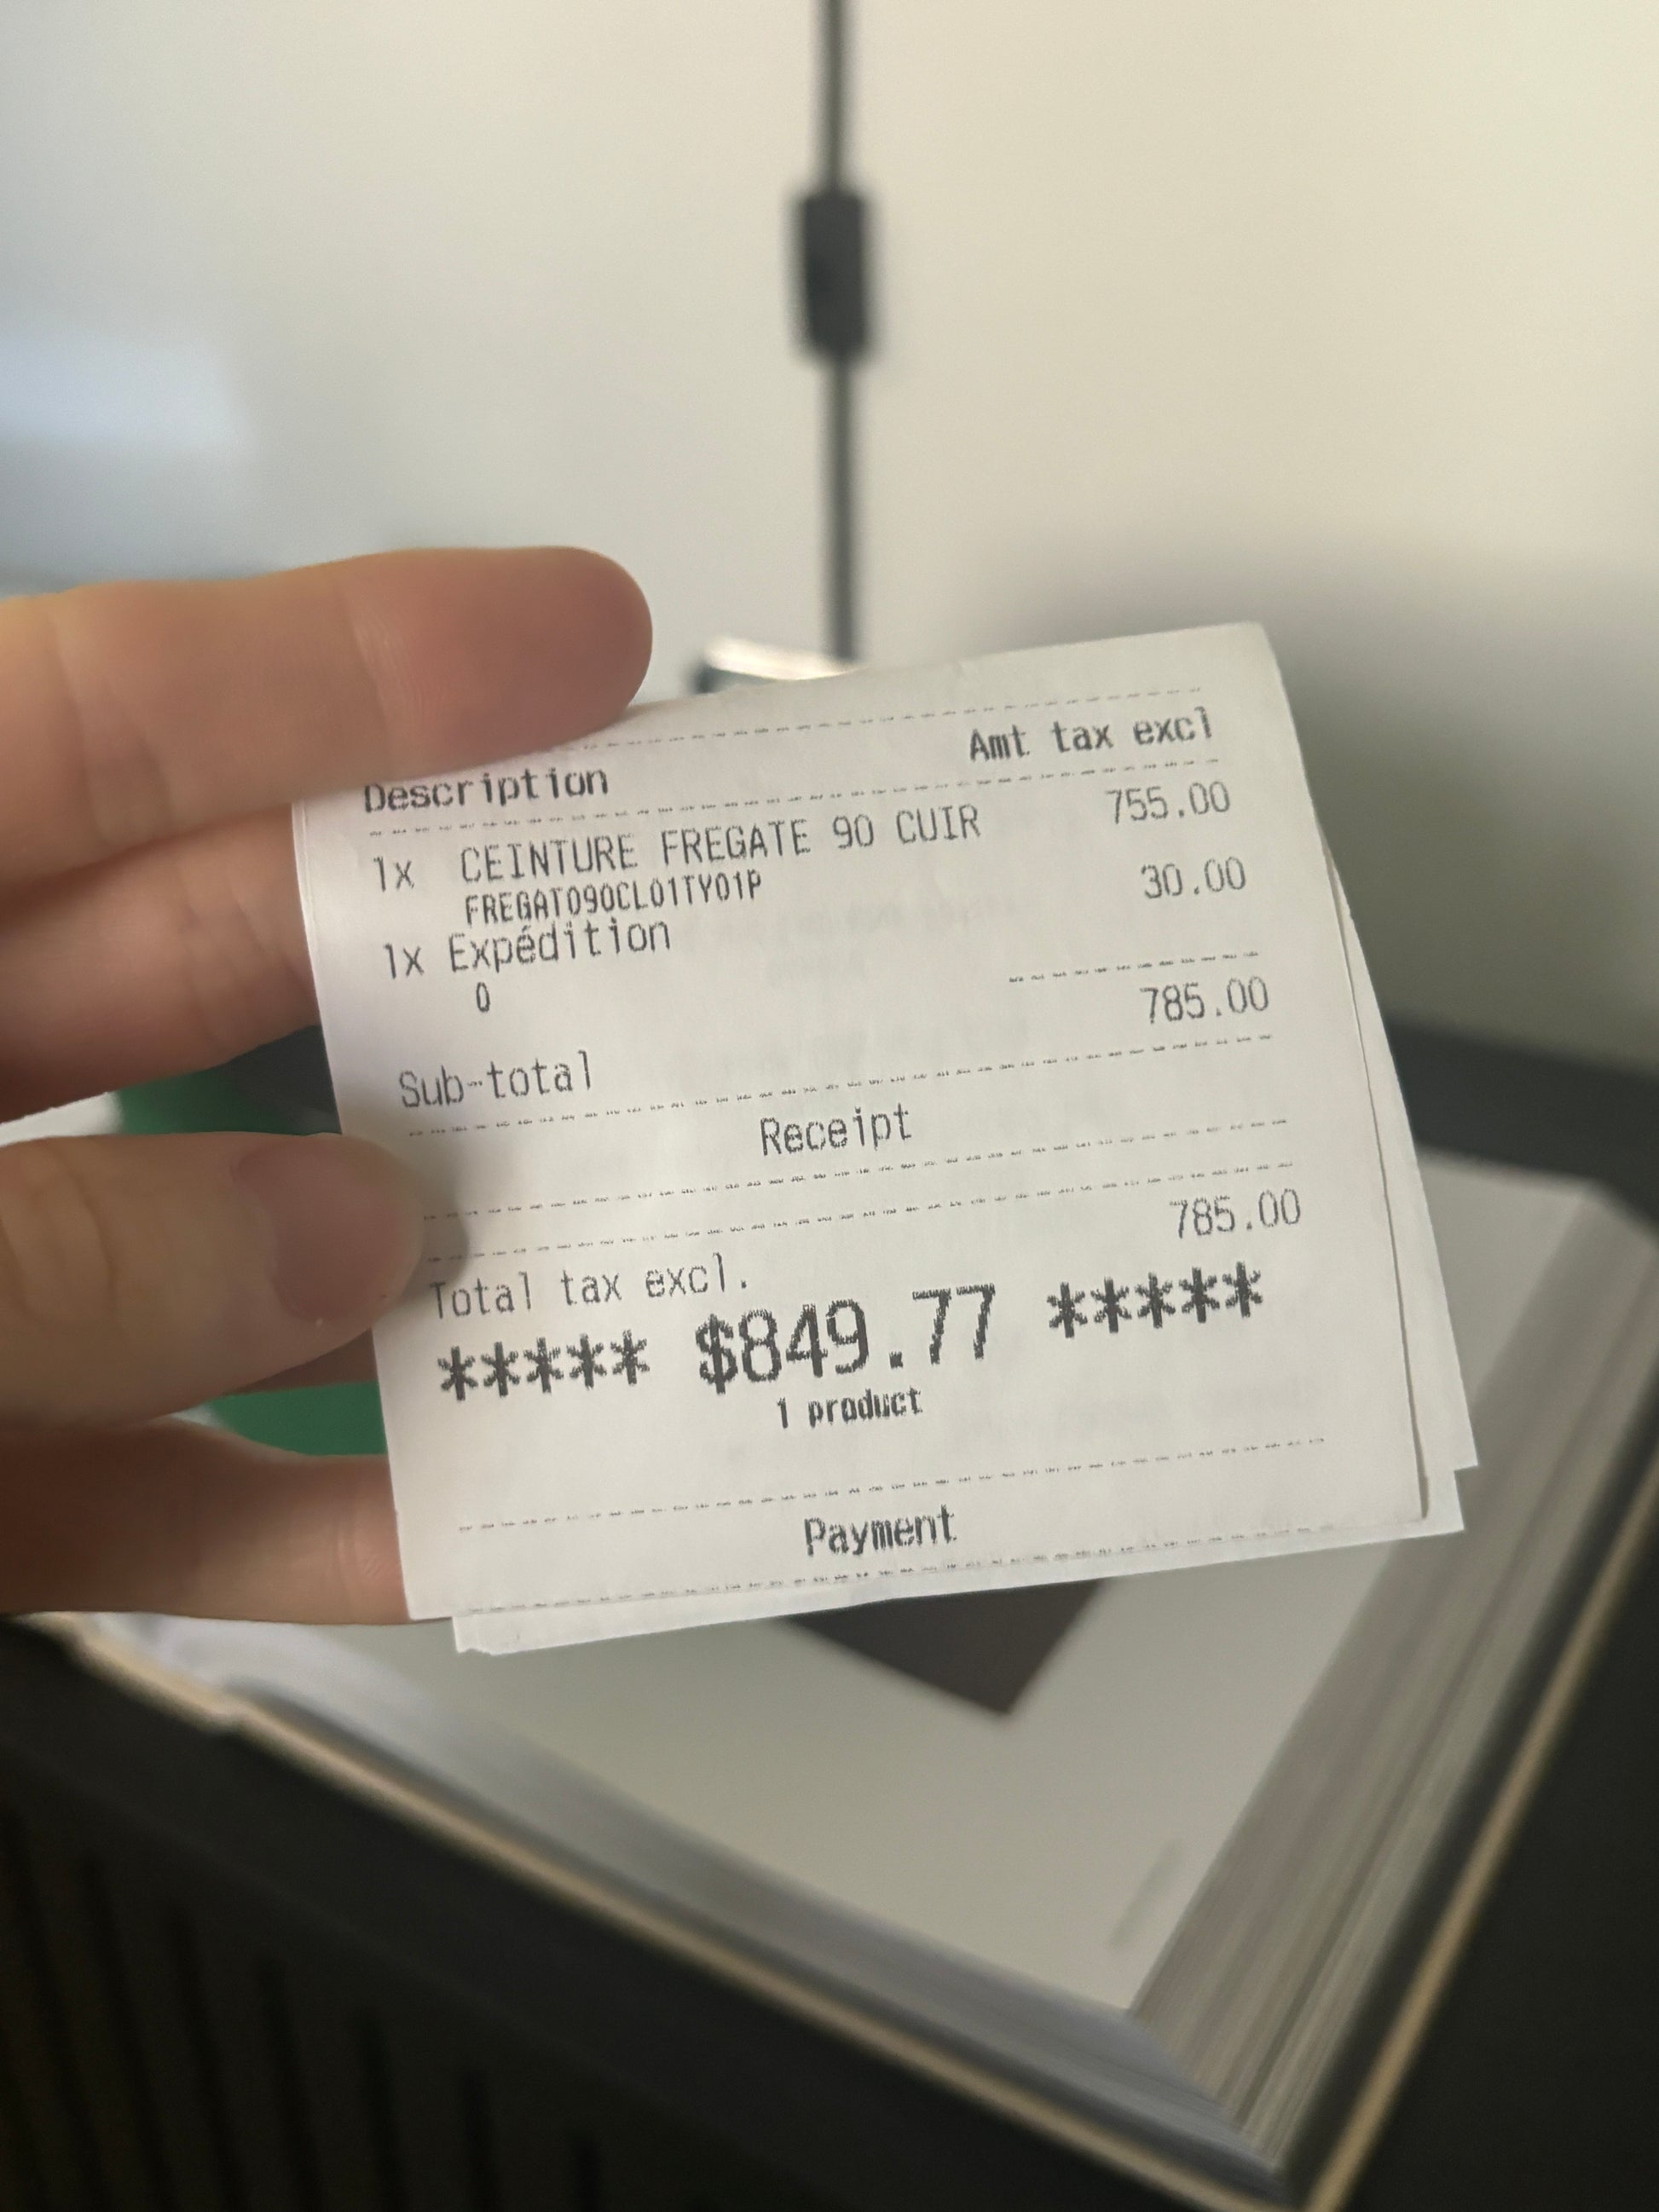 Description Amt tax excl
1x CEINTURE FREGATE 90 CUIR 755.00
FREGAT090CL01TY01P
1x Expédition 30.00
0
Sub-total 785.00
Receipt
Total tax excl. 785.00
***** $849.77 *****
1 product
Payment